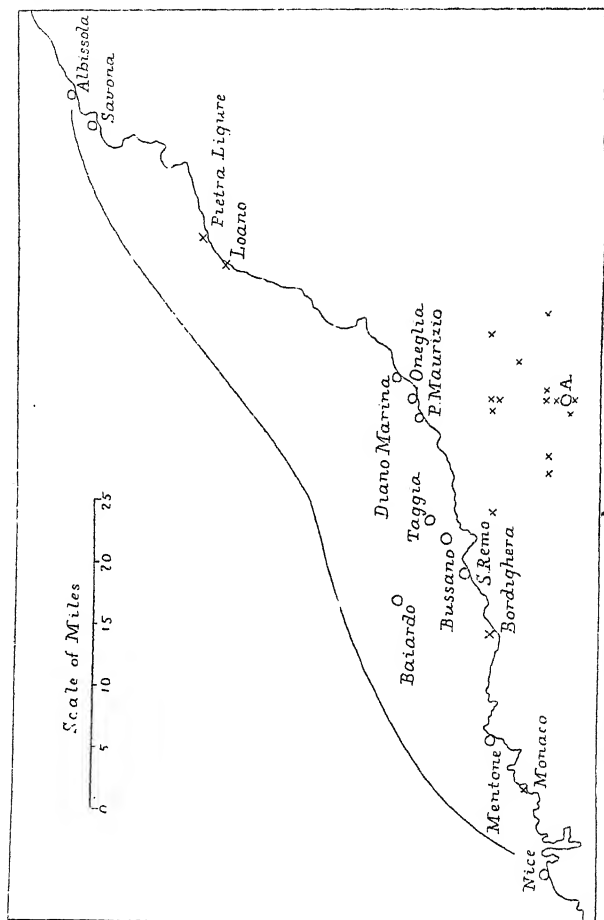 Scale of Miles
0 5 10 15 20 25
Albissola
Savona
Pietra Ligure
Loano
Diano Marina
Oneglia
P. Maurizio
Taggia
Bussano
S. Remo
Baiardo
Bordighera
Mentone
Monaco
Nice
A.